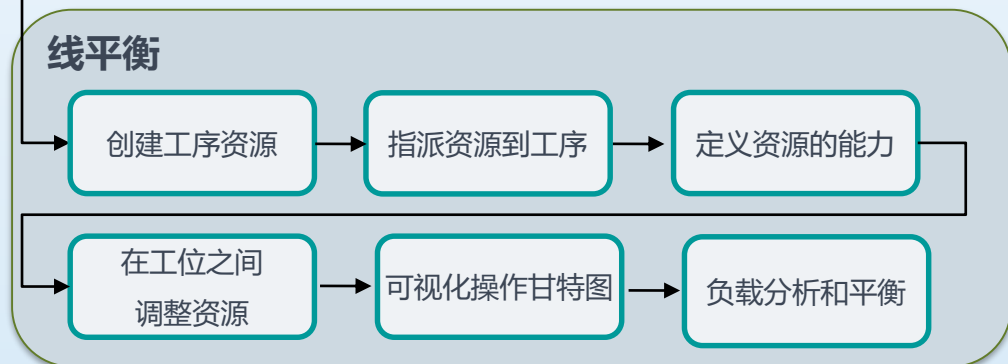 线平衡
创建工序资源
指派资源到工序
定义资源的能力
在工位之间
调整资源
可视化操作甘特图
负载分析和平衡